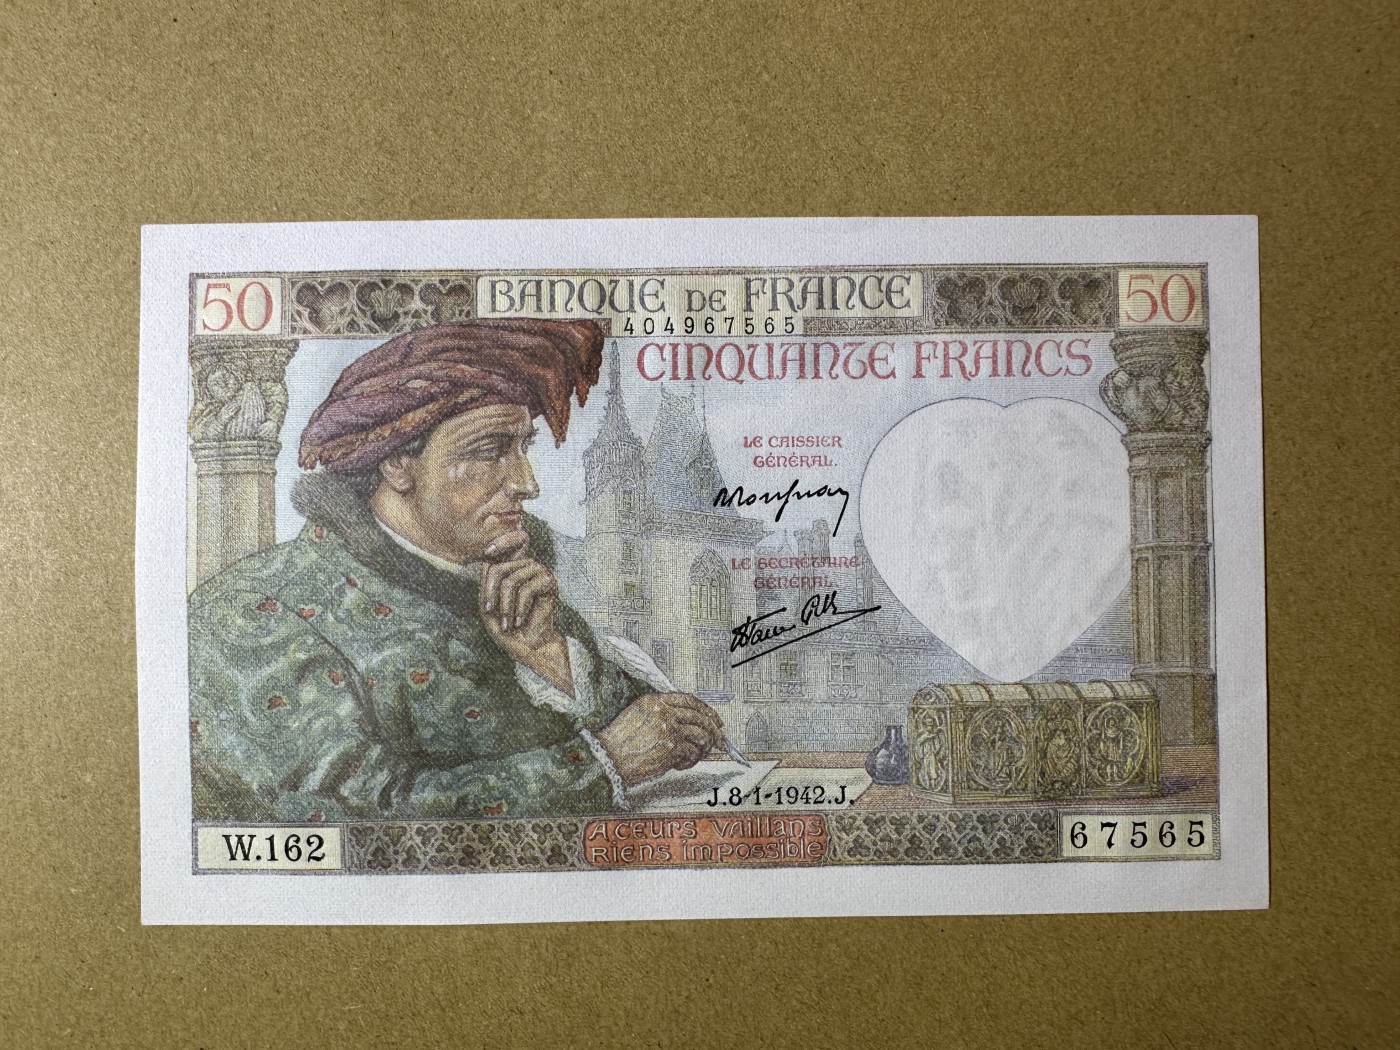 50
BANQUE DE FRANCE
50
404967565
CINQUANTE FRANCS
LE CAISSIER
GÉNÉRAL.
LE SECRÉTAIRE
GÉNÉRAL.
J.8-1-1942.J.
W.162
A CEURS VAILLANS
RIENS IMPOSSIBLE
67565